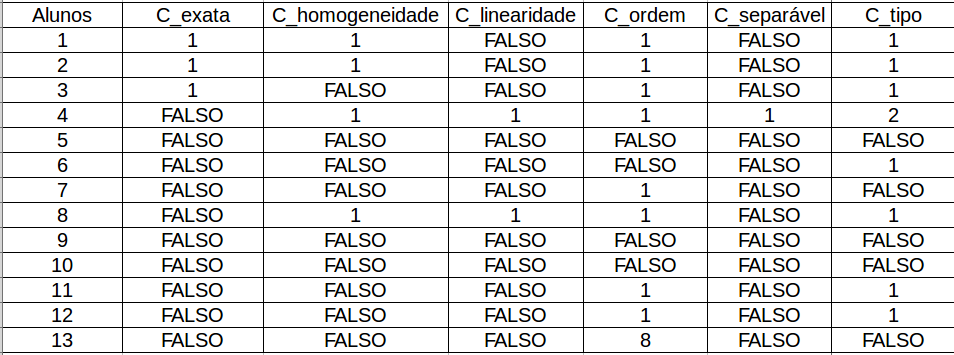 Alunos C_exata C_homogeneidade C_linearidade C_ordem C_separável C_tipo
1 1 1 FALSO 1 FALSO 1
2 1 1 FALSO 1 FALSO 1
3 1 FALSO FALSO 1 FALSO 1
4 FALSO 1 1 1 1 2
5 FALSO FALSO FALSO FALSO FALSO FALSO
6 FALSO FALSO FALSO FALSO FALSO 1
7 FALSO FALSO FALSO 1 FALSO FALSO
8 FALSO 1 1 1 FALSO 1
9 FALSO FALSO FALSO FALSO FALSO FALSO
10 FALSO FALSO FALSO FALSO FALSO FALSO
11 FALSO FALSO FALSO 1 FALSO 1
12 FALSO FALSO FALSO 1 FALSO 1
13 FALSO FALSO FALSO 8 FALSO FALSO